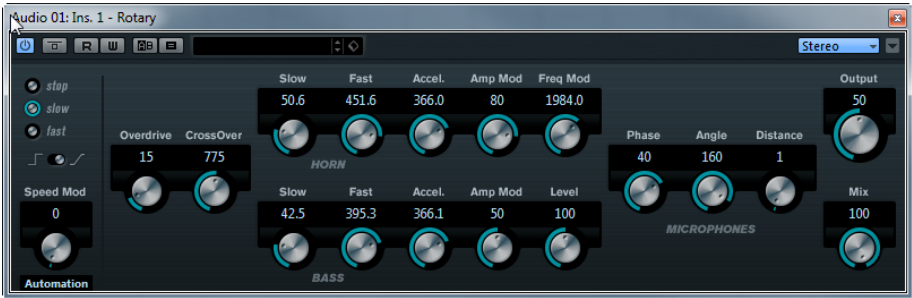 Audio 01: Ins. 1 - Rotary
R W AB
Stereo
stop
slow
fast
Speed Mod
0
Automation
Overdrive CrossOver
15 775
Slow Fast Accel. Amp Mod Freq Mod
50.6 451.6 366.0 80 1984.0
HORN
Slow Fast Accel. Amp Mod Level
42.5 395.3 366.1 50 100
BASS
Phase Angle Distance
40 160 1
MICROPHONES
Output
50
Mix
100